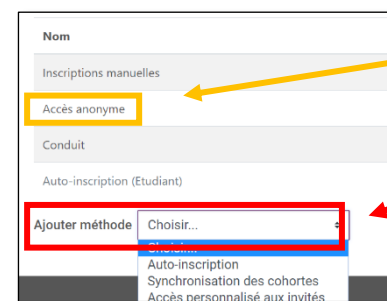 Nom
Inscriptions manuelles
Accès anonyme
Conduit
Auto-inscription (Etudiant)
Ajouter méthode Choisir...
Choisir...
Auto-inscription
Synchronisation des cohortes
Accès personnalisé aux invités